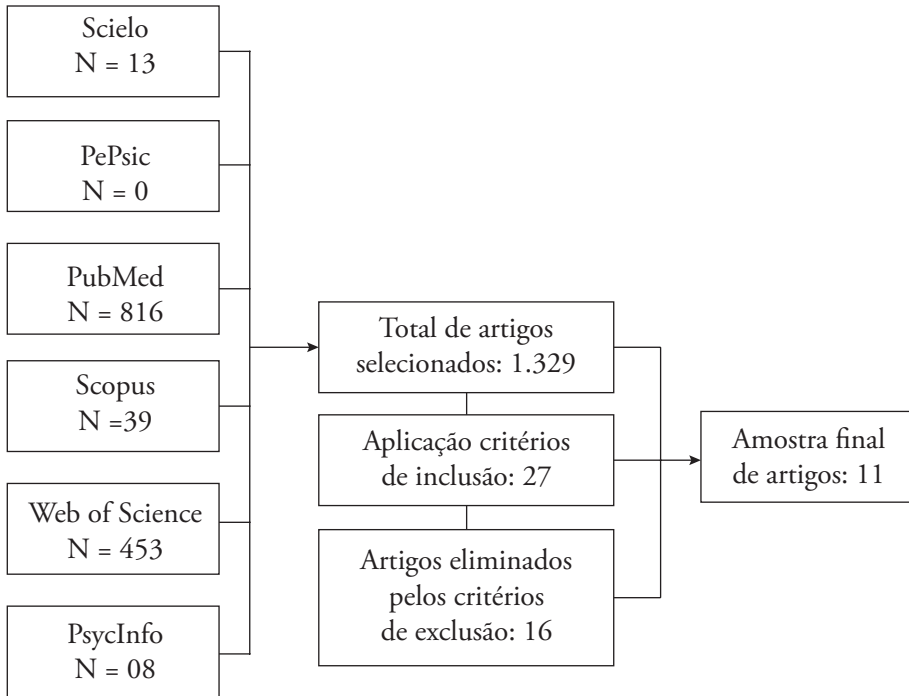 Scielo
N = 13
PePsic
N = 0
PubMed
N = 816
Scopus
N =39
Web of Science
N = 453
PsycInfo
N = 08
Total de artigos
selecionados: 1.329
Aplicação critérios
de inclusão: 27
Artigos eliminados
pelos critérios
de exclusão: 16
Amostra final
de artigos: 11